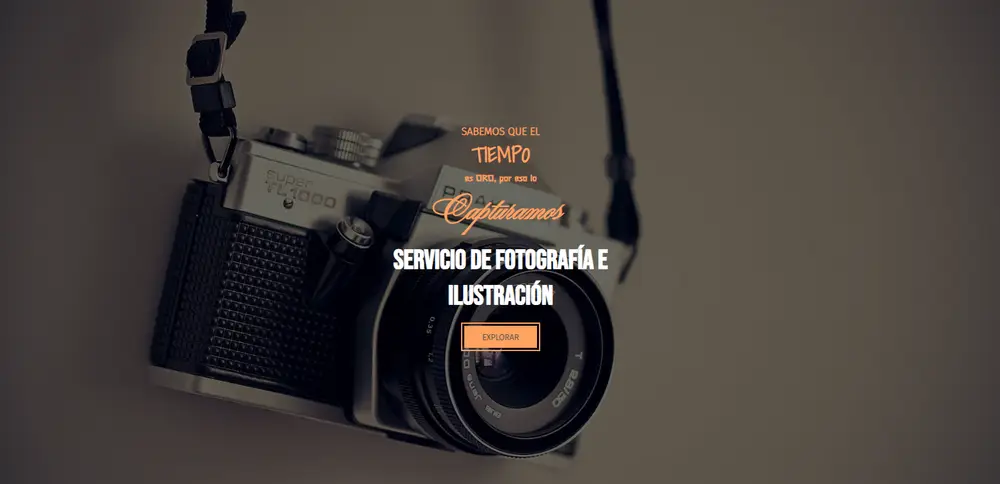 SABEMOS QUE EL
TIEMPO
es ORO, por eso lo
Capturamos
SERVICIO DE FOTOGRAFÍA E
ILUSTRACIÓN
EXPLORAR
super
TL1000